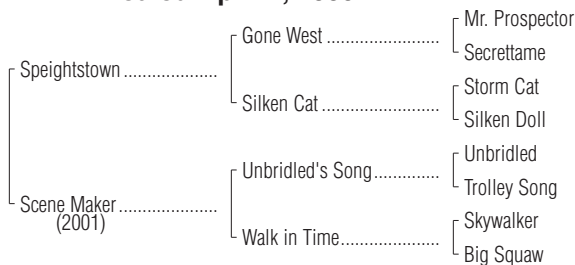 Mr. Prospector
Gone West
Secrettame
Speightstown
Storm Cat
Silken Cat
Silken Doll
Unbridled
Unbridled's Song
Trolley Song
Scene Maker
(2001)
Skywalker
Walk in Time
Big Squaw